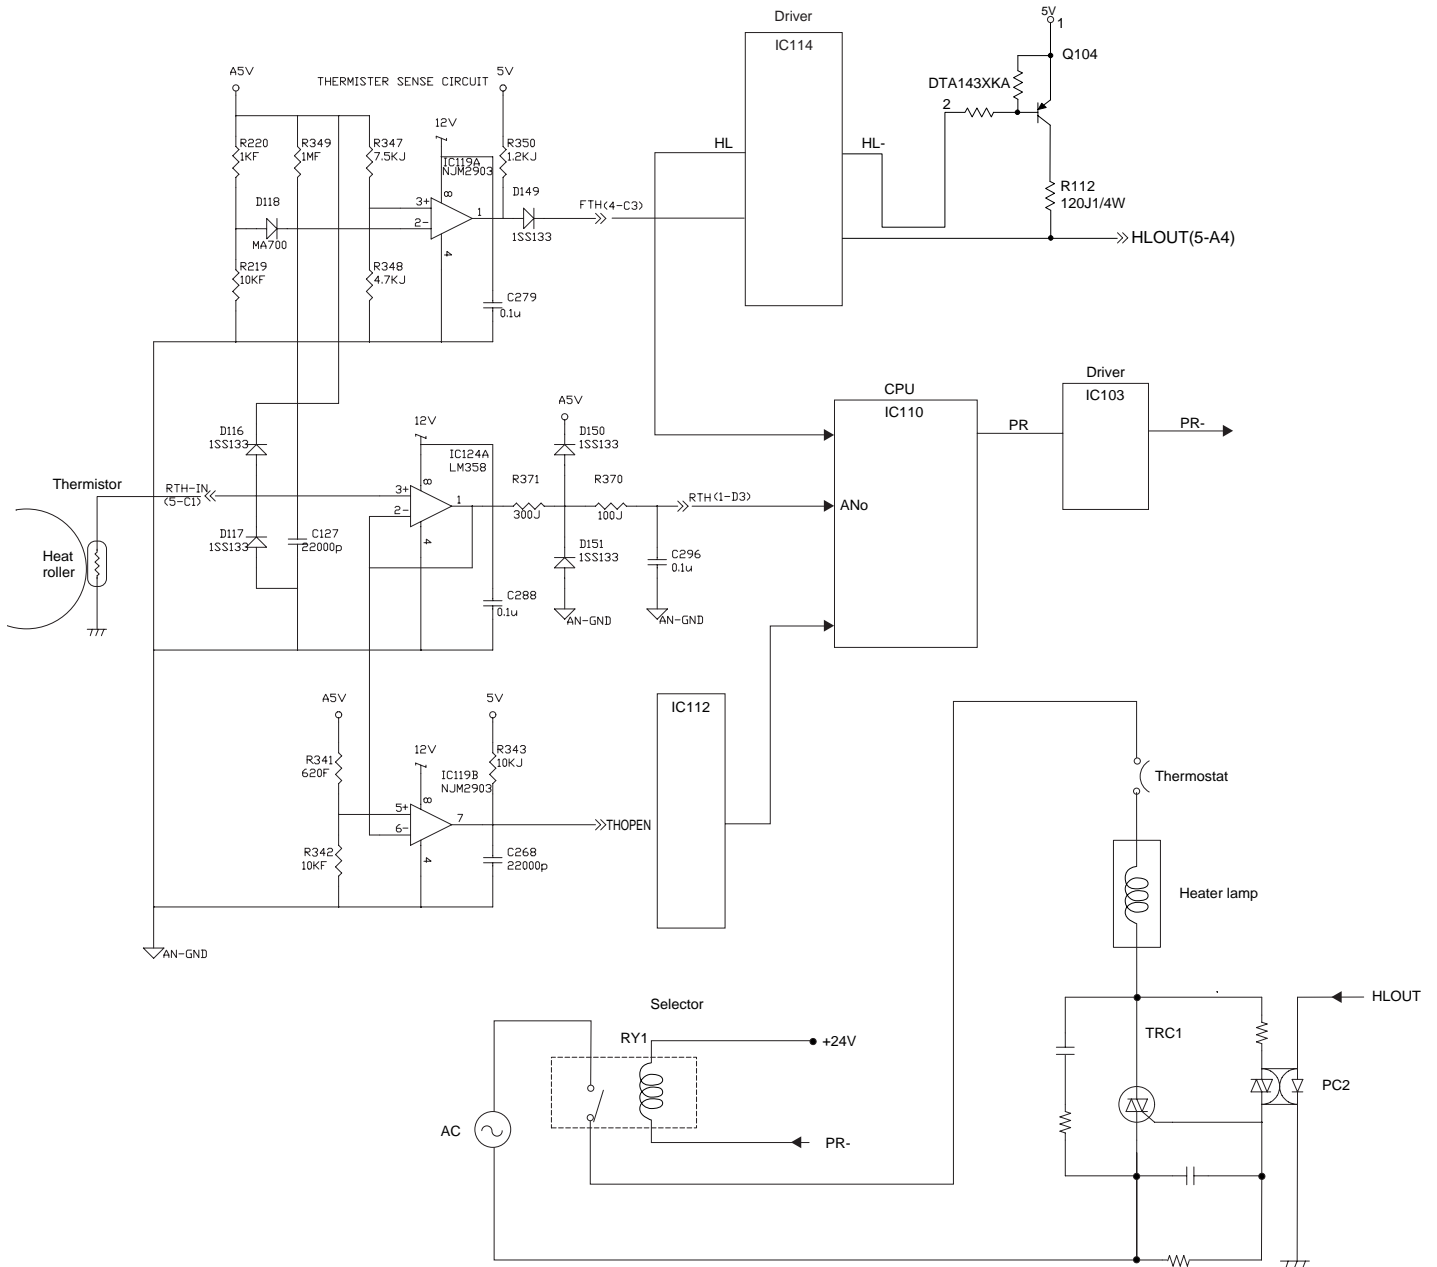 Driver
IC114
5V
1
Q104
DTA143XKA
2
HL
HL-
R112
120J1/4W
HLOUT(5-A4)
A5V
THERMISTER SENSE CIRCUIT
5V
12V
R220
1KF
R349
1MF
R347
7.5KJ
IC119A
NJM2903
R350
1.2KJ
D118
MA700
8
3+
2-
1
4
D149
1SS133
FTH(4-C3)
R219
10KF
R348
4.7KJ
C279
0.1u
Driver
IC103
CPU
IC110
PR
PR-
ANo
A5V
12V
D116
1SS133
IC124A
LM358
D150
1SS133
Thermistor
RTH-IN
(5-C1)
8
3+
2-
1
4
R371
300J
R370
100J
RTH(1-D3)
D117
1SS133
C127
22000p
D151
1SS133
C296
0.1u
Heat
roller
C288
0.1u
AN-GND
AN-GND
A5V
5V
IC112
12V
R341
620F
IC119B
NJM2903
R343
10KJ
8
5+
6-
7
4
THOPEN
R342
10KF
C268
22000p
AN-GND
Thermostat
Heater lamp
Selector
RY1
+24V
AC
PR-
HLOUT
TRC1
PC2